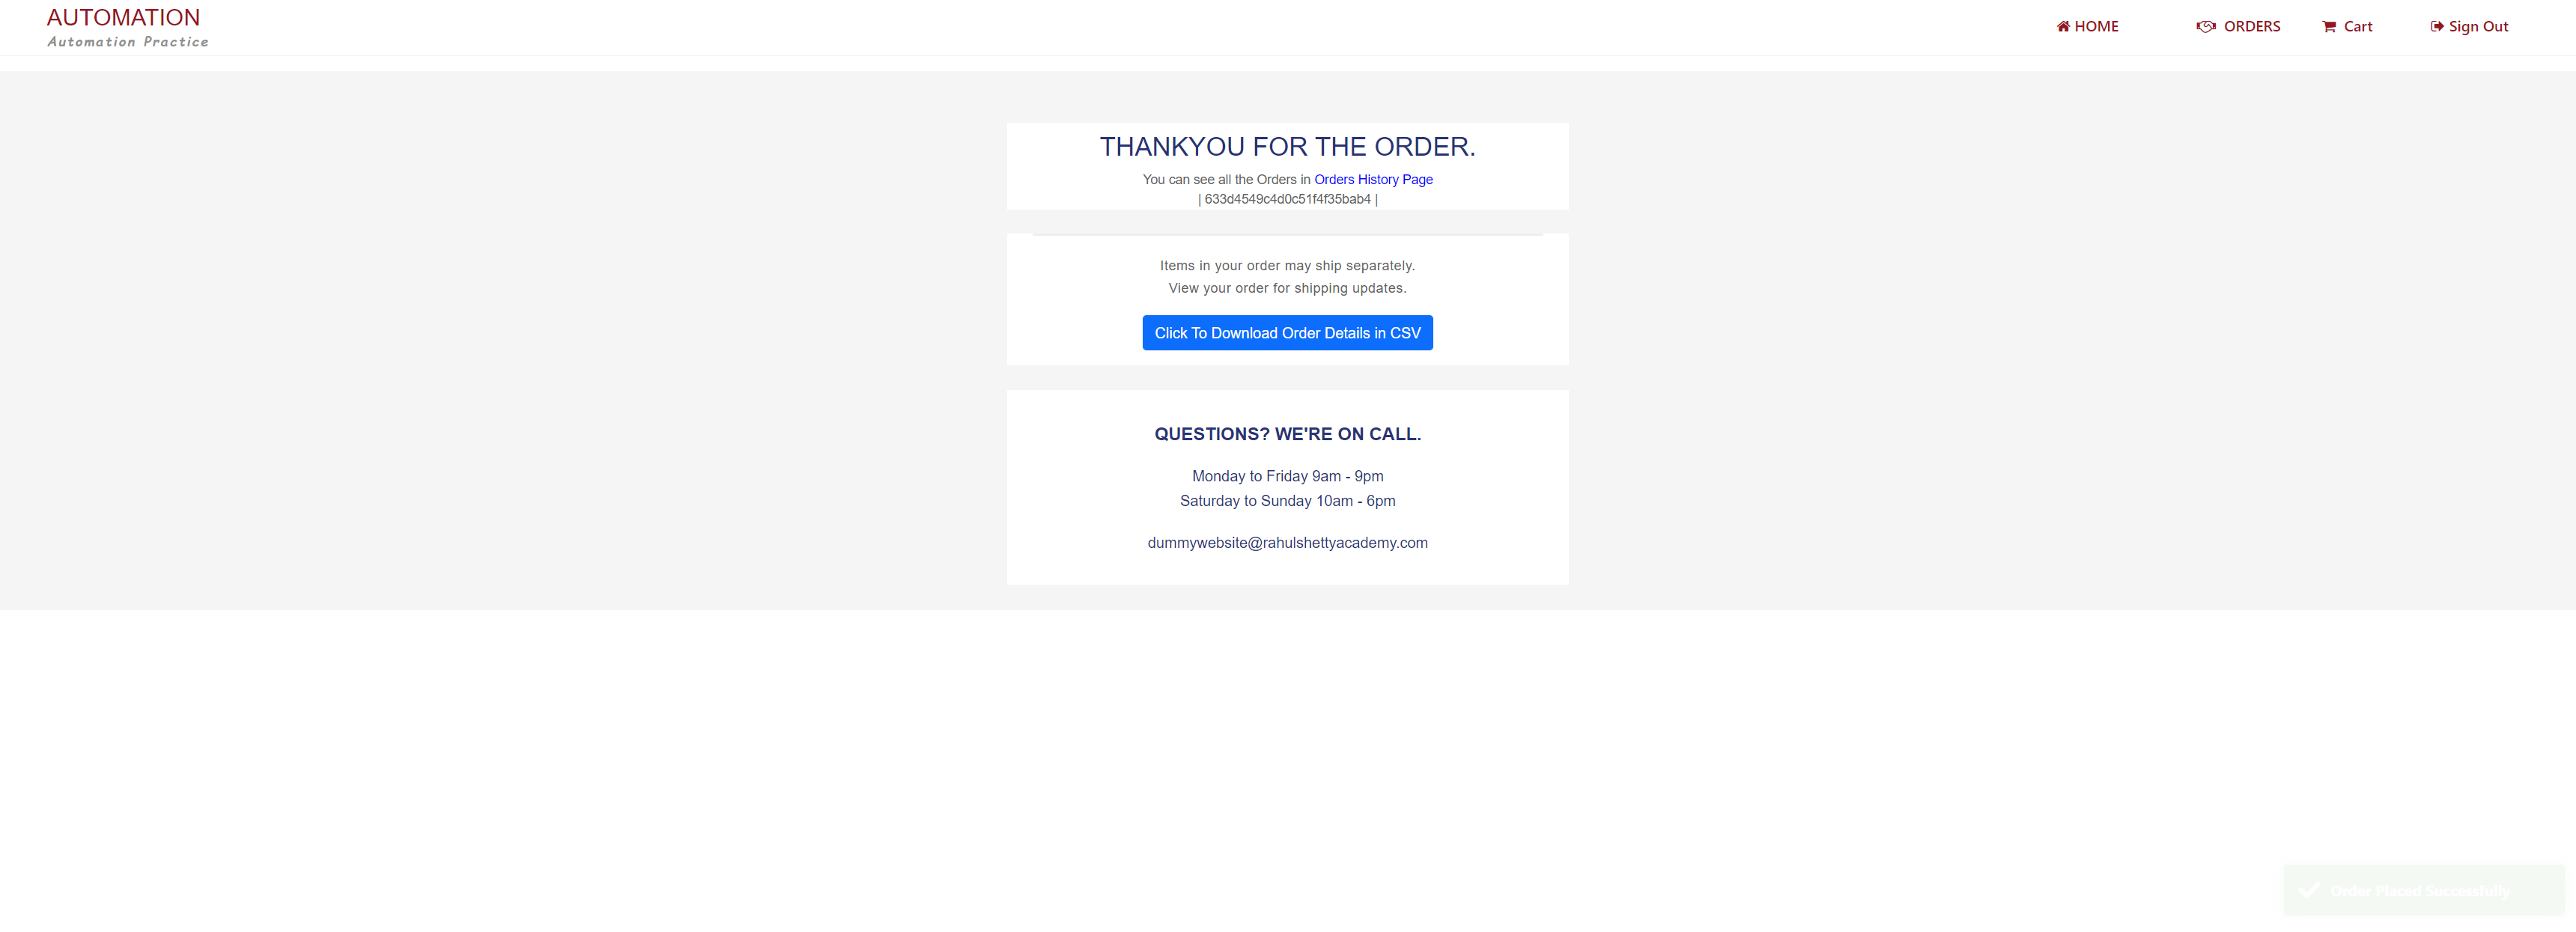 AUTOMATION
Automation Practice
HOME
ORDERS
Cart
Sign Out
THANKYOU FOR THE ORDER.
You can see all the Orders in Orders History Page
| 633d4549c4d0c51f4f35bab4 |
Items in your order may ship separately.
View your order for shipping updates.
Click To Download Order Details in CSV
QUESTIONS? WE'RE ON CALL.
Monday to Friday 9am - 9pm
Saturday to Sunday 10am - 6pm
dummywebsite@rahulshettyacademy.com
Order Placed Successfully